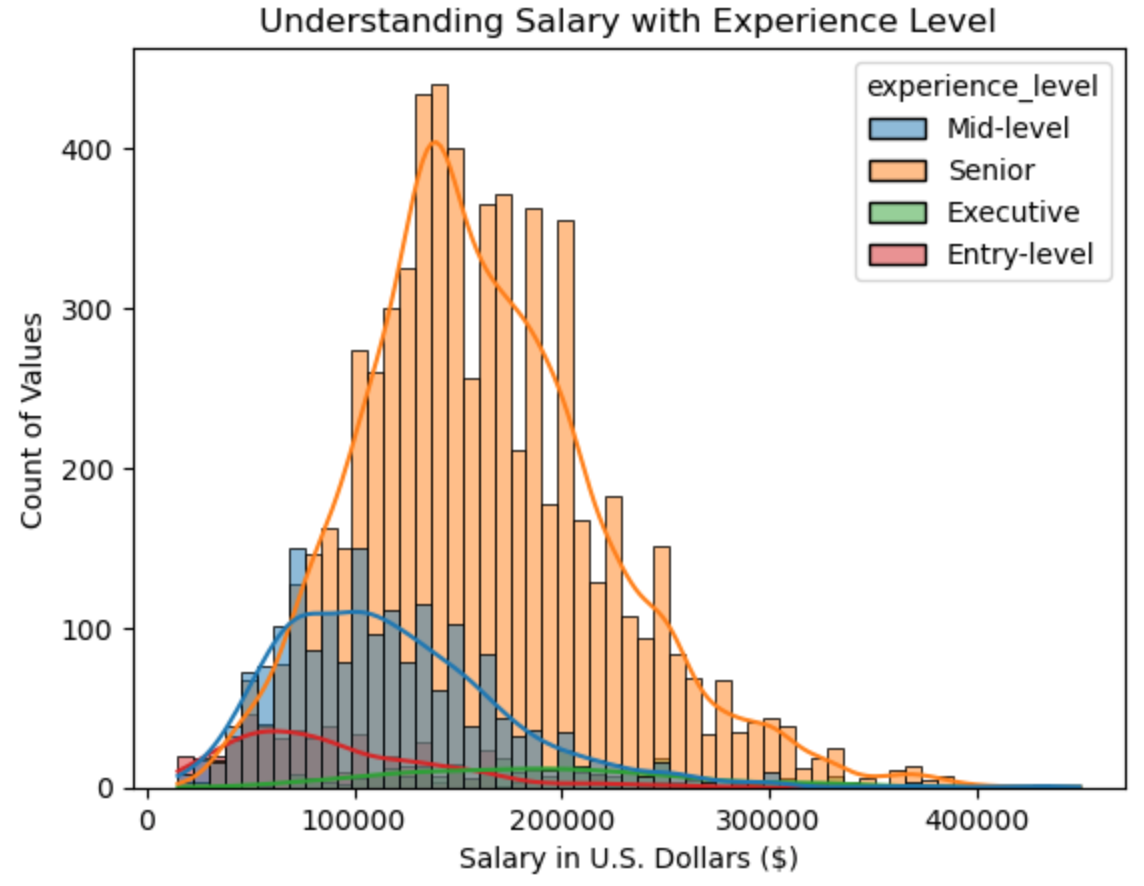 Understanding Salary with Experience Level
experience_level
Mid-level
Senior
Executive
Entry-level
Count of Values
400
300
200
100
0
0
100000
200000
300000
400000
Salary in U.S. Dollars ($)